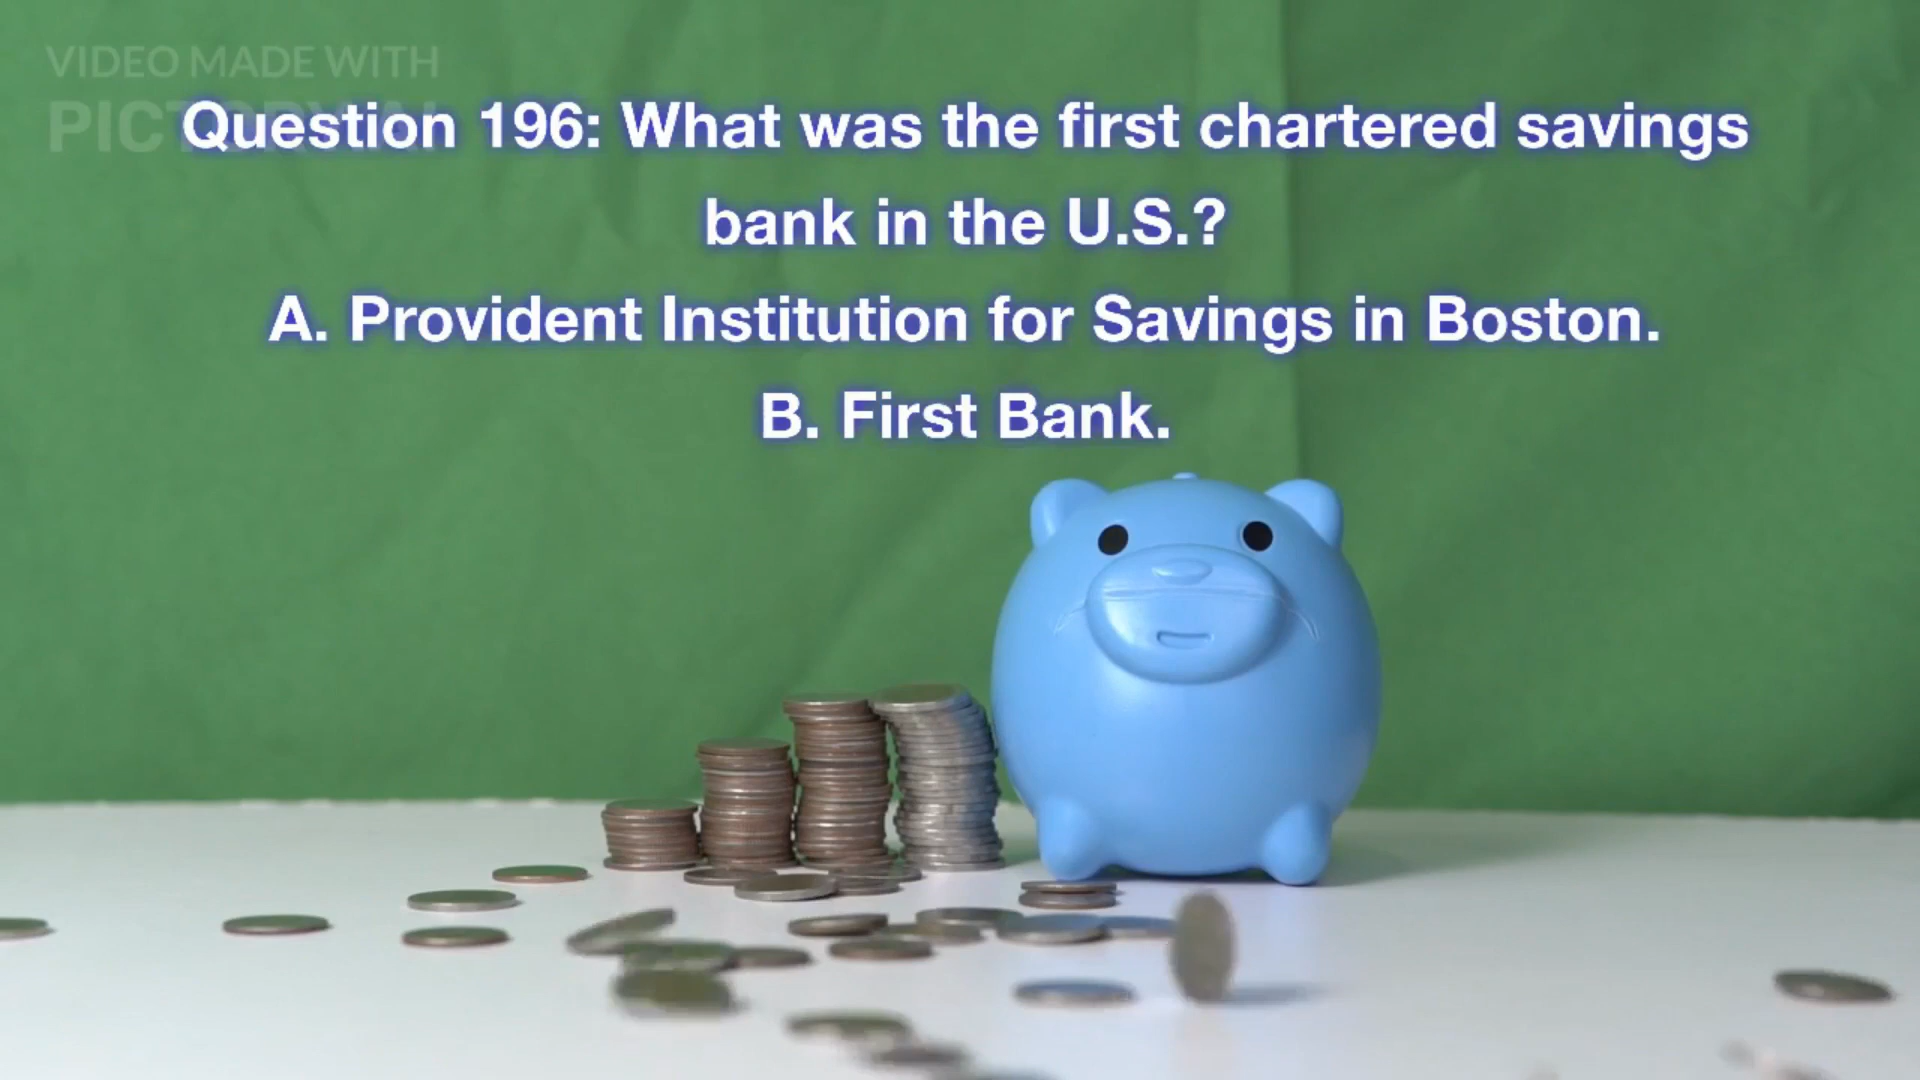 VIDEO MADE WITH
Question 196: What was the first chartered savings
bank in the U.S.?
A. Provident Institution for Savings in Boston.
B. First Bank.